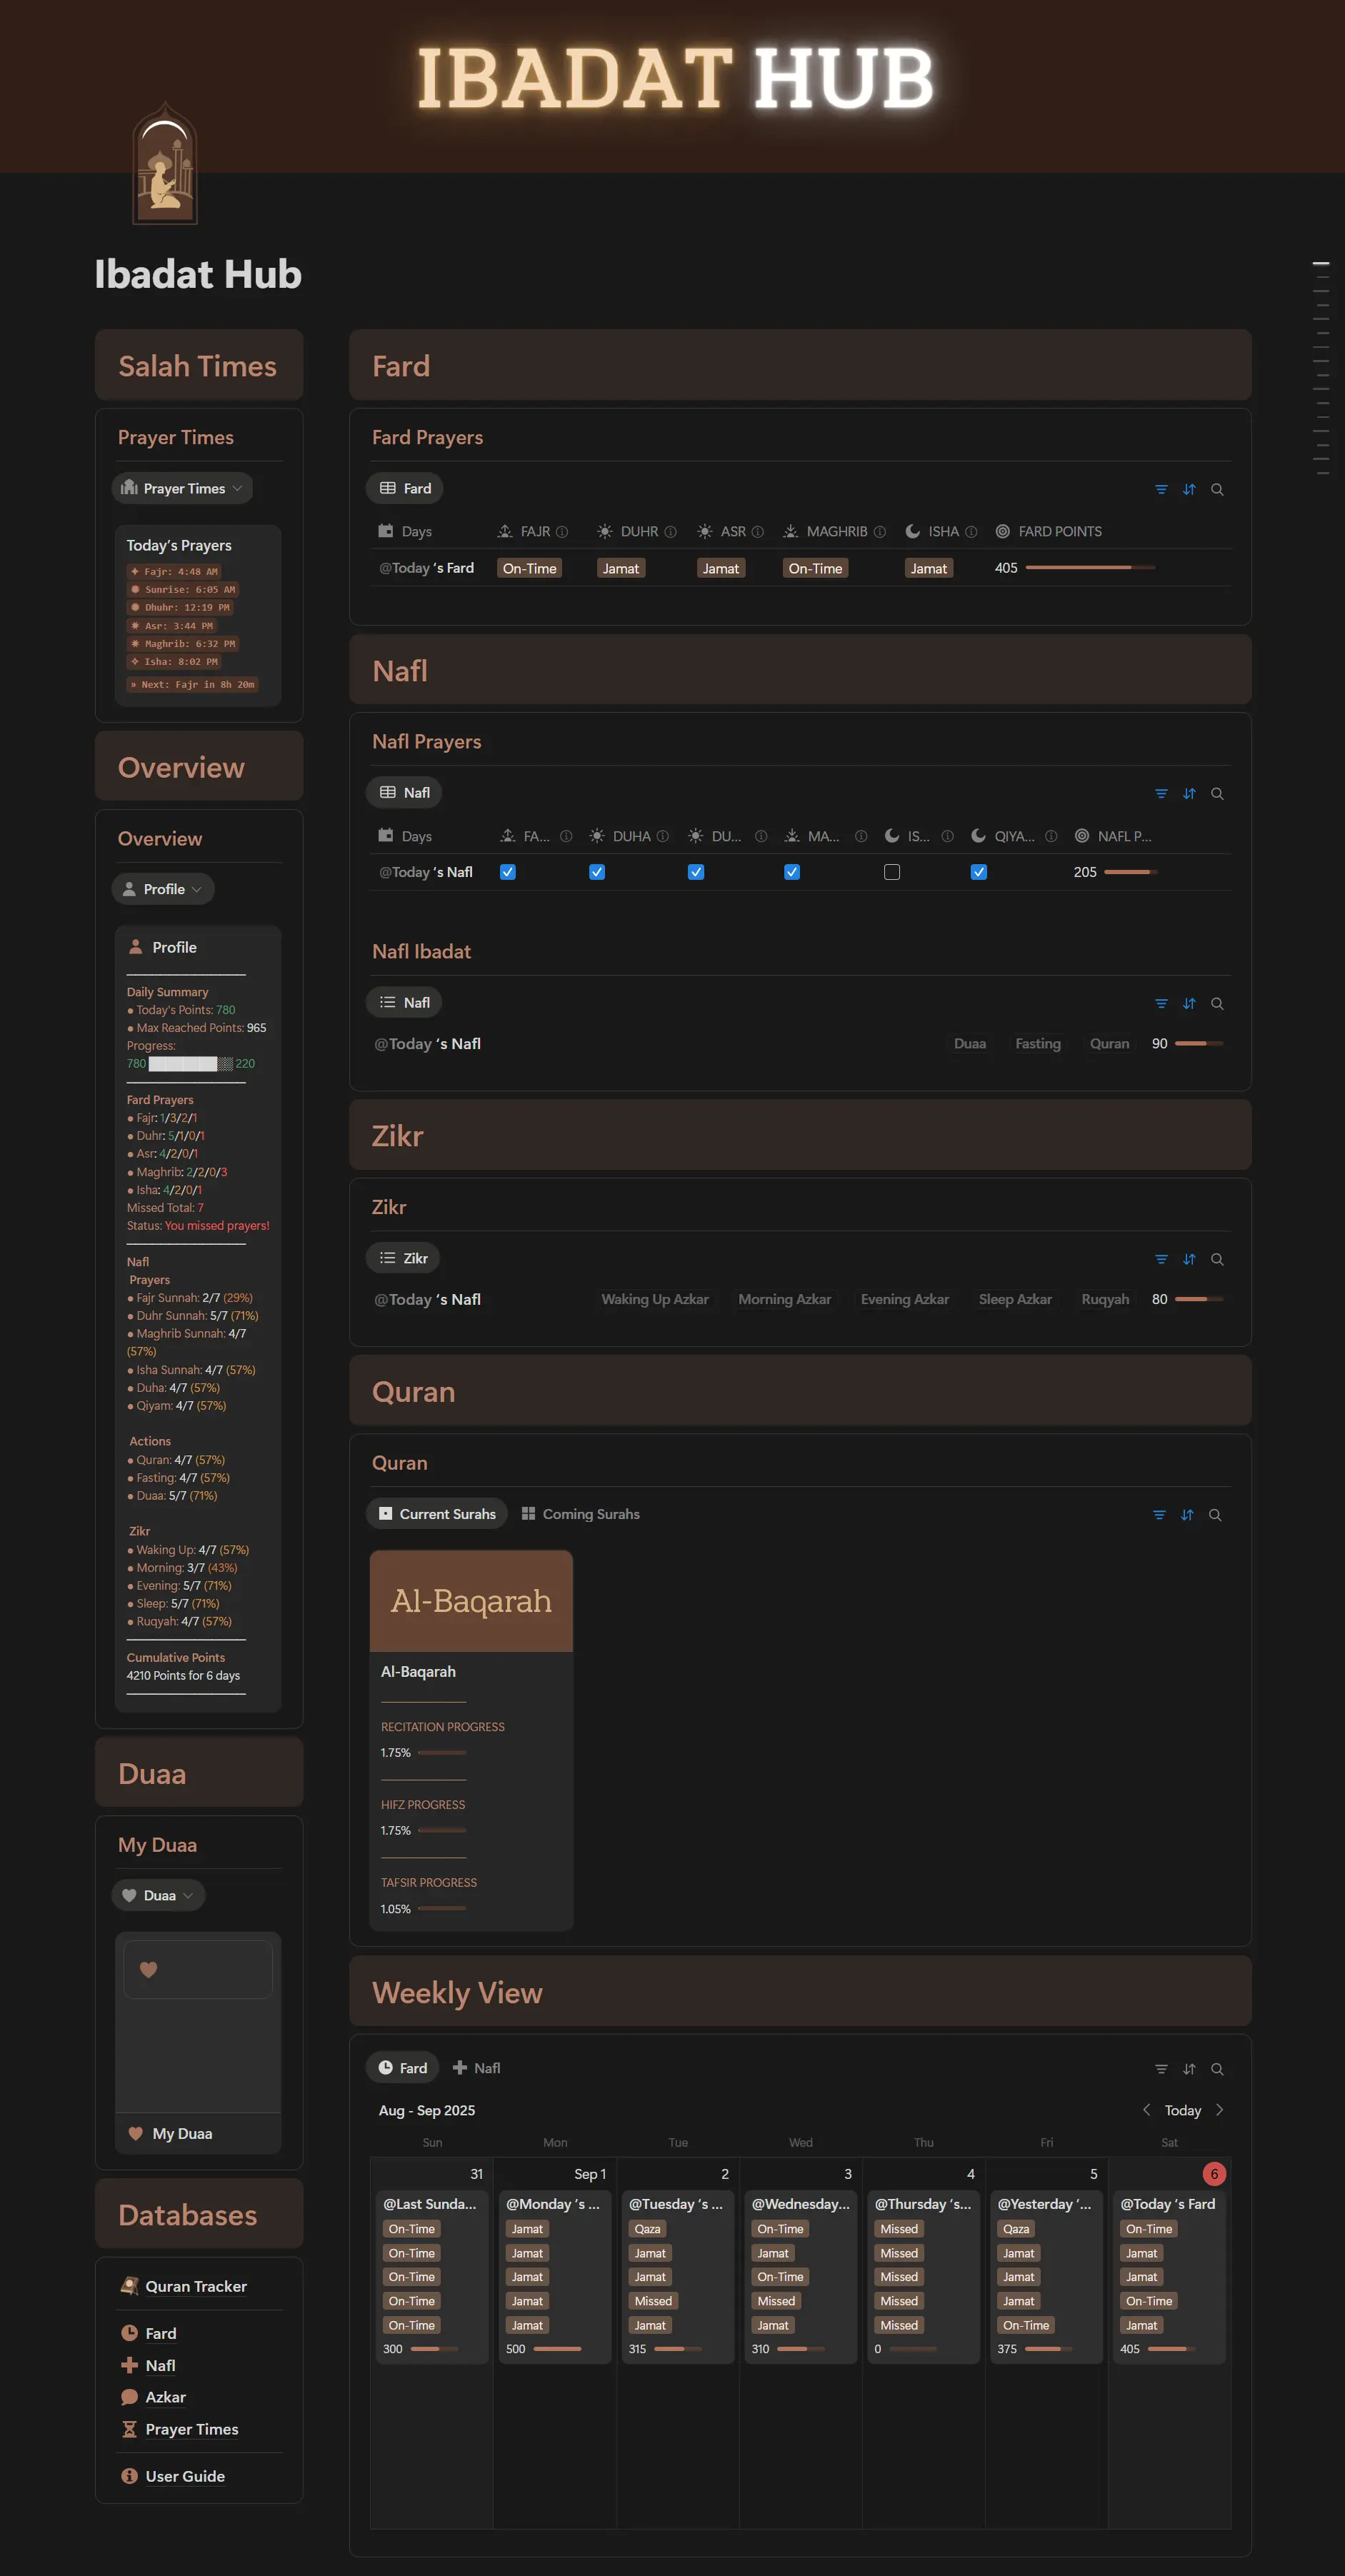 IBADAT HUB
Ibadat Hub
Salah Times
Prayer Times
Prayer Times
Today's Prayers
✦ Fajr: 4:48 AM
✺ Sunrise: 6:05 AM
✹ Dhuhr: 12:19 PM
✷ Asr: 3:44 PM
✶ Maghrib: 6:32 PM
✧ Isha: 8:02 PM
» Next: Fajr in 8h 20m
Overview
Overview
Profile
Profile
Daily Summary
● Today's Points: 780
● Max Reached Points: 965
Progress:
780 ████████░░ 220
Fard Prayers
● Fajr: 1/3/2/1
● Duhr: 5/1/0/1
● Asr: 4/2/0/1
● Maghrib: 2/2/0/3
● Isha: 4/2/0/1
Missed Total: 7
Status: You missed prayers!
Nafl
Prayers
● Fajr Sunnah: 2/7 (29%)
● Duhr Sunnah: 5/7 (71%)
● Maghrib Sunnah: 4/7
(57%)
● Isha Sunnah: 4/7 (57%)
● Duha: 4/7 (57%)
● Qiyam: 4/7 (57%)
Actions
● Quran: 4/7 (57%)
● Fasting: 4/7 (57%)
● Duaa: 5/7 (71%)
Zikr
● Waking Up: 4/7 (57%)
● Morning: 3/7 (43%)
● Evening: 5/7 (71%)
● Sleep: 5/7 (71%)
● Ruqyah: 4/7 (57%)
Cumulative Points
4210 Points for 6 days
Duaa
My Duaa
Duaa
My Duaa
Databases
Quran Tracker
Fard
Nafl
Azkar
Prayer Times
User Guide
Fard
Fard Prayers
Fard
Days FAJR DUHR ASR MAGHRIB ISHA FARD POINTS
@Today 's Fard On-Time Jamat Jamat On-Time Jamat 405
Nafl
Nafl Prayers
Nafl
Days FA... DUHA DU... MA... IS... QIYA... NAFL P...
@Today 's Nafl 205
Nafl Ibadat
Nafl
@Today 's Nafl Duaa Fasting Quran 90
Zikr
Zikr
Zikr
@Today 's Nafl Waking Up Azkar Morning Azkar Evening Azkar Sleep Azkar Ruqyah 80
Quran
Quran
Current Surahs Coming Surahs
Al-Baqarah
Al-Baqarah
RECITATION PROGRESS
1.75%
HIFZ PROGRESS
1.75%
TAFSIR PROGRESS
1.05%
Weekly View
Fard Nafl
Aug - Sep 2025 Today
Sun Mon Tue Wed Thu Fri Sat
31 Sep 1 2 3 4 5 6
@Last Sunda... @Monday 's ... @Tuesday 's ... @Wednesday... @Thursday 's... @Yesterday '... @Today 's Fard
On-Time Jamat Qaza On-Time Missed Qaza On-Time
On-Time Jamat Jamat Jamat Missed Jamat Jamat
On-Time Jamat Jamat On-Time Missed Jamat Jamat
On-Time Jamat Missed Missed Missed Jamat On-Time
On-Time Jamat Jamat Jamat Missed On-Time Jamat
300 500 315 310 0 375 405